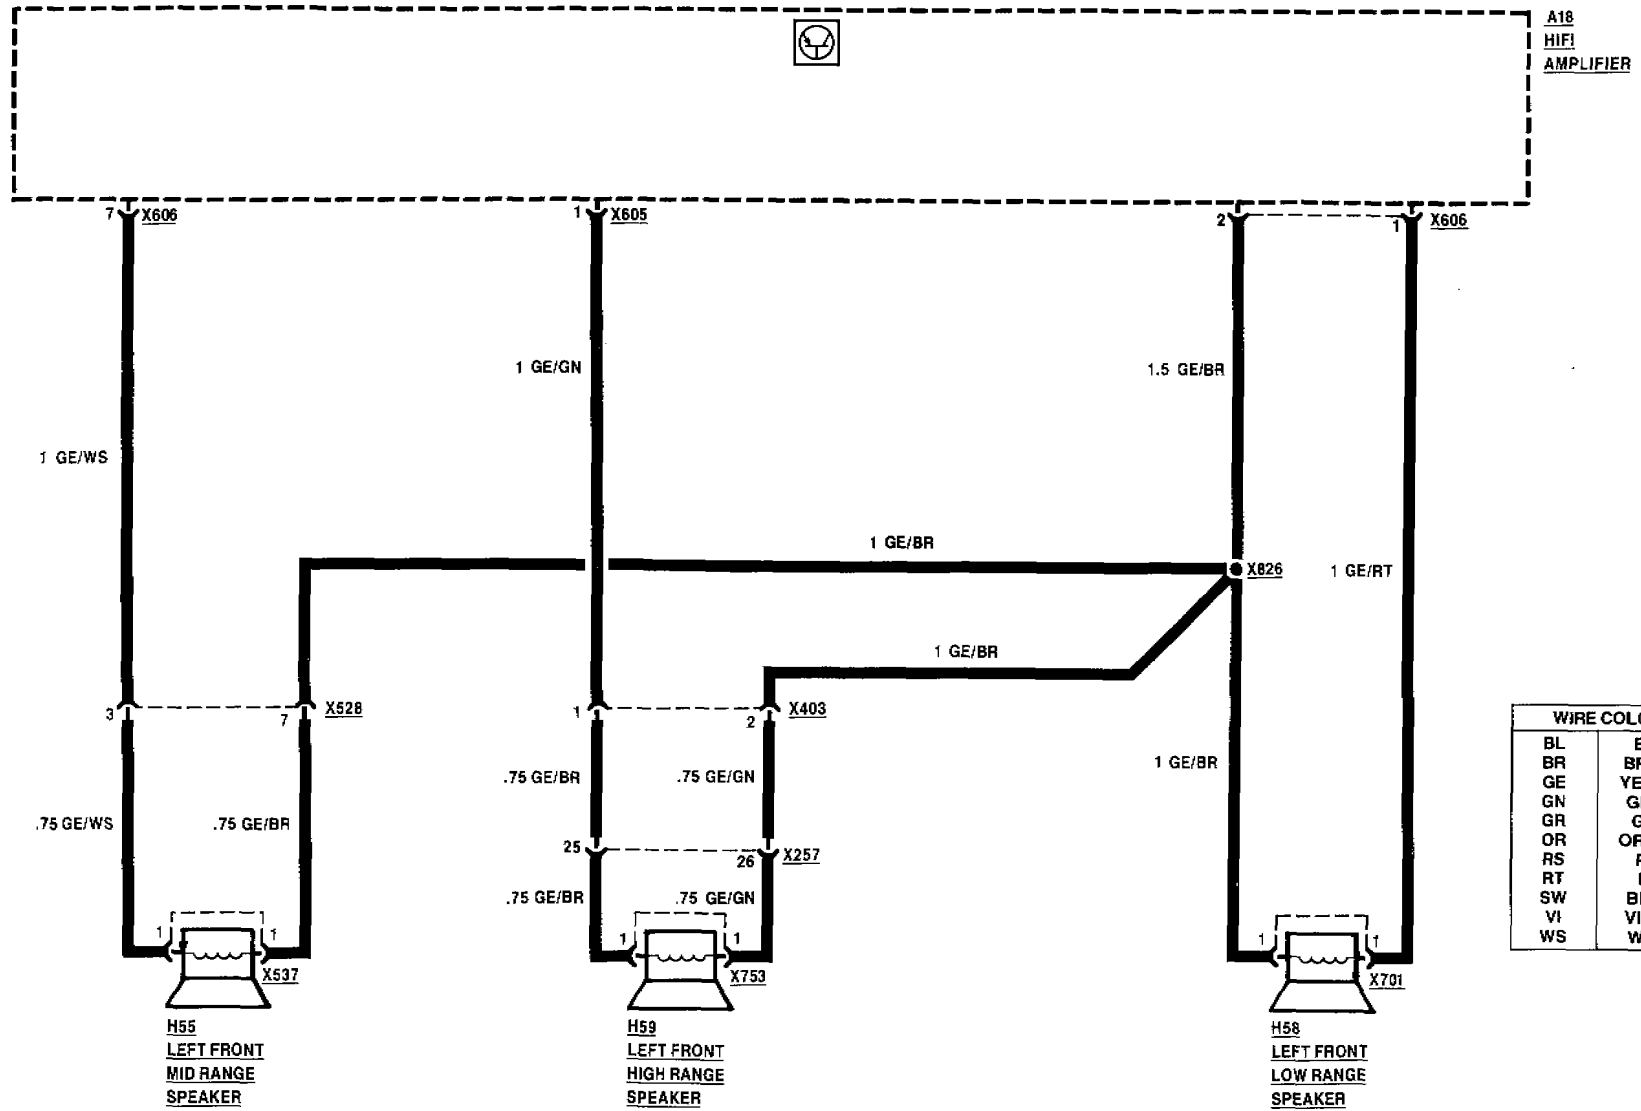 A18
HIFI
AMPLIFIER
7 X606
1 X605
2 1 X606
1 GE/GN
1.5 GE/BR
1 GE/WS
1 GE/BR
X826
1 GE/RT
1 GE/BR
3 7 X528
1 2 X403
WIRE
BL
BR
GE
GN
GR
OR
RS
RT
SW
VI
WS
1 GE/BR
.75 GE/BR .75 GE/GN
.75 GE/WS .75 GE/BR
25 26 X257
.75 GE/BR .75 GE/GN
1 1 X537
1 1 X753
1 1 X701
H55
LEFT FRONT
MID RANGE
SPEAKER
H59
LEFT FRONT
HIGH RANGE
SPEAKER
H58
LEFT FRONT
LOW RANGE
SPEAKER